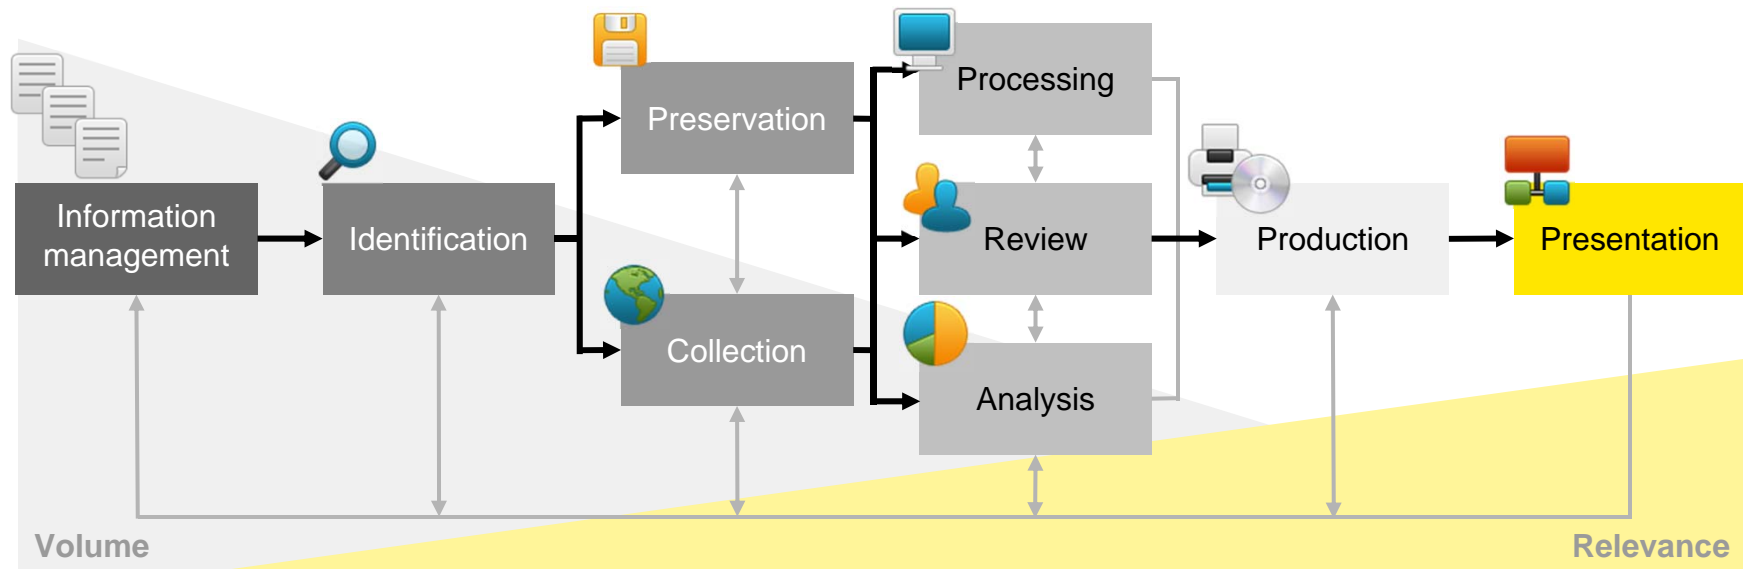 Information
management
Identification
Preservation
Collection
Processing
Review
Analysis
Production
Presentation
Volume
Relevance